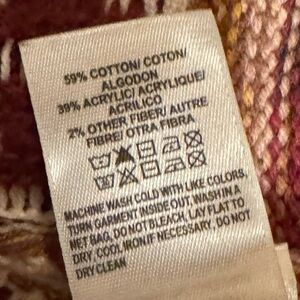 59% COTTON/ COTON/
ALGODON
39% ACRYLIC/ ACRYLIQUE/
ACRILICO
2% OTHER FIBER/ AUTRE
FIBRE/ OTRA FIBRA
MACHINE WASH COLD WITH LIKE COLORS,
TURN GARMENT INSIDE OUT, WASH IN A
NET BAG, DO NOT BLEACH, LAY FLAT TO
DRY, COOL IRON IF NECESSARY, DO NOT
DRY CLEAN